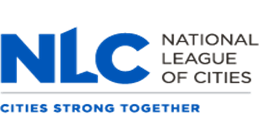 NLC
NATIONAL
LEAGUE
OF CITIES
CITIES STRONG TOGETHER